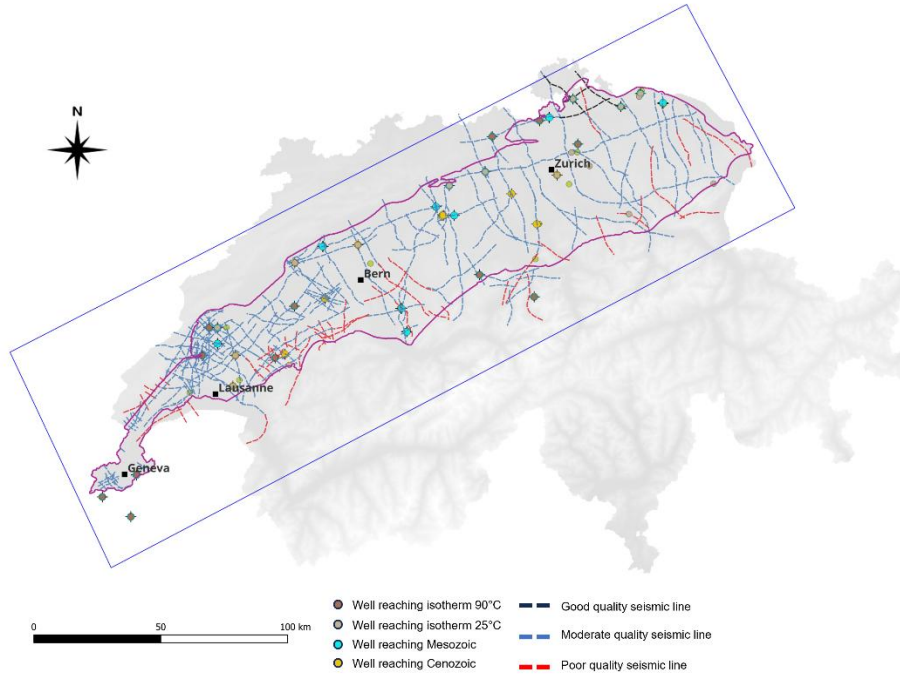 N
Zurich
Bern
Lausanne
Geneva
Well reaching isotherm 90°C
Well reaching isotherm 25°C
Well reaching Mesozoic
Well reaching Cenozoic
Good quality seismic line
Moderate quality seismic line
Poor quality seismic line
0 50 100 km